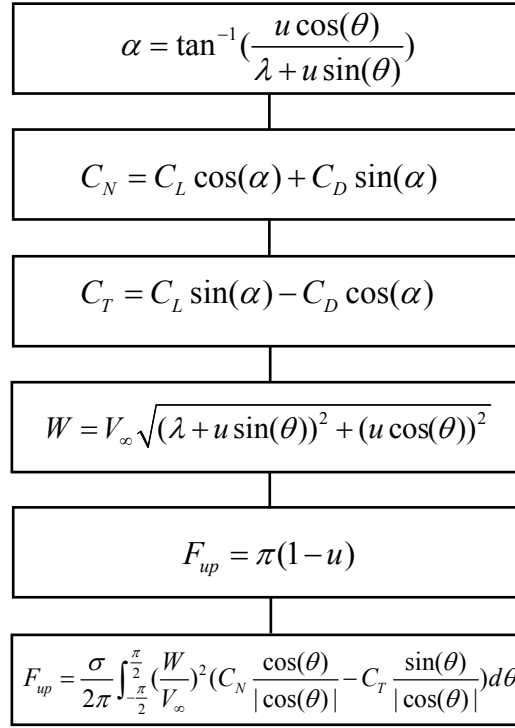 α = tan⁻¹(u cos(θ) / λ + u sin(θ))
C_N = C_L cos(α) + C_D sin(α)
C_T = C_L sin(α) − C_D cos(α)
W = V_∞ √((λ + u sin(θ))² + (u cos(θ))²)
F_up = π(1 − u)
F_up = σ/2π ∫_{-π/2}^{π/2} (W/V_∞)² (C_N cos(θ)/|cos(θ)| − C_T sin(θ)/|cos(θ)|) dθ